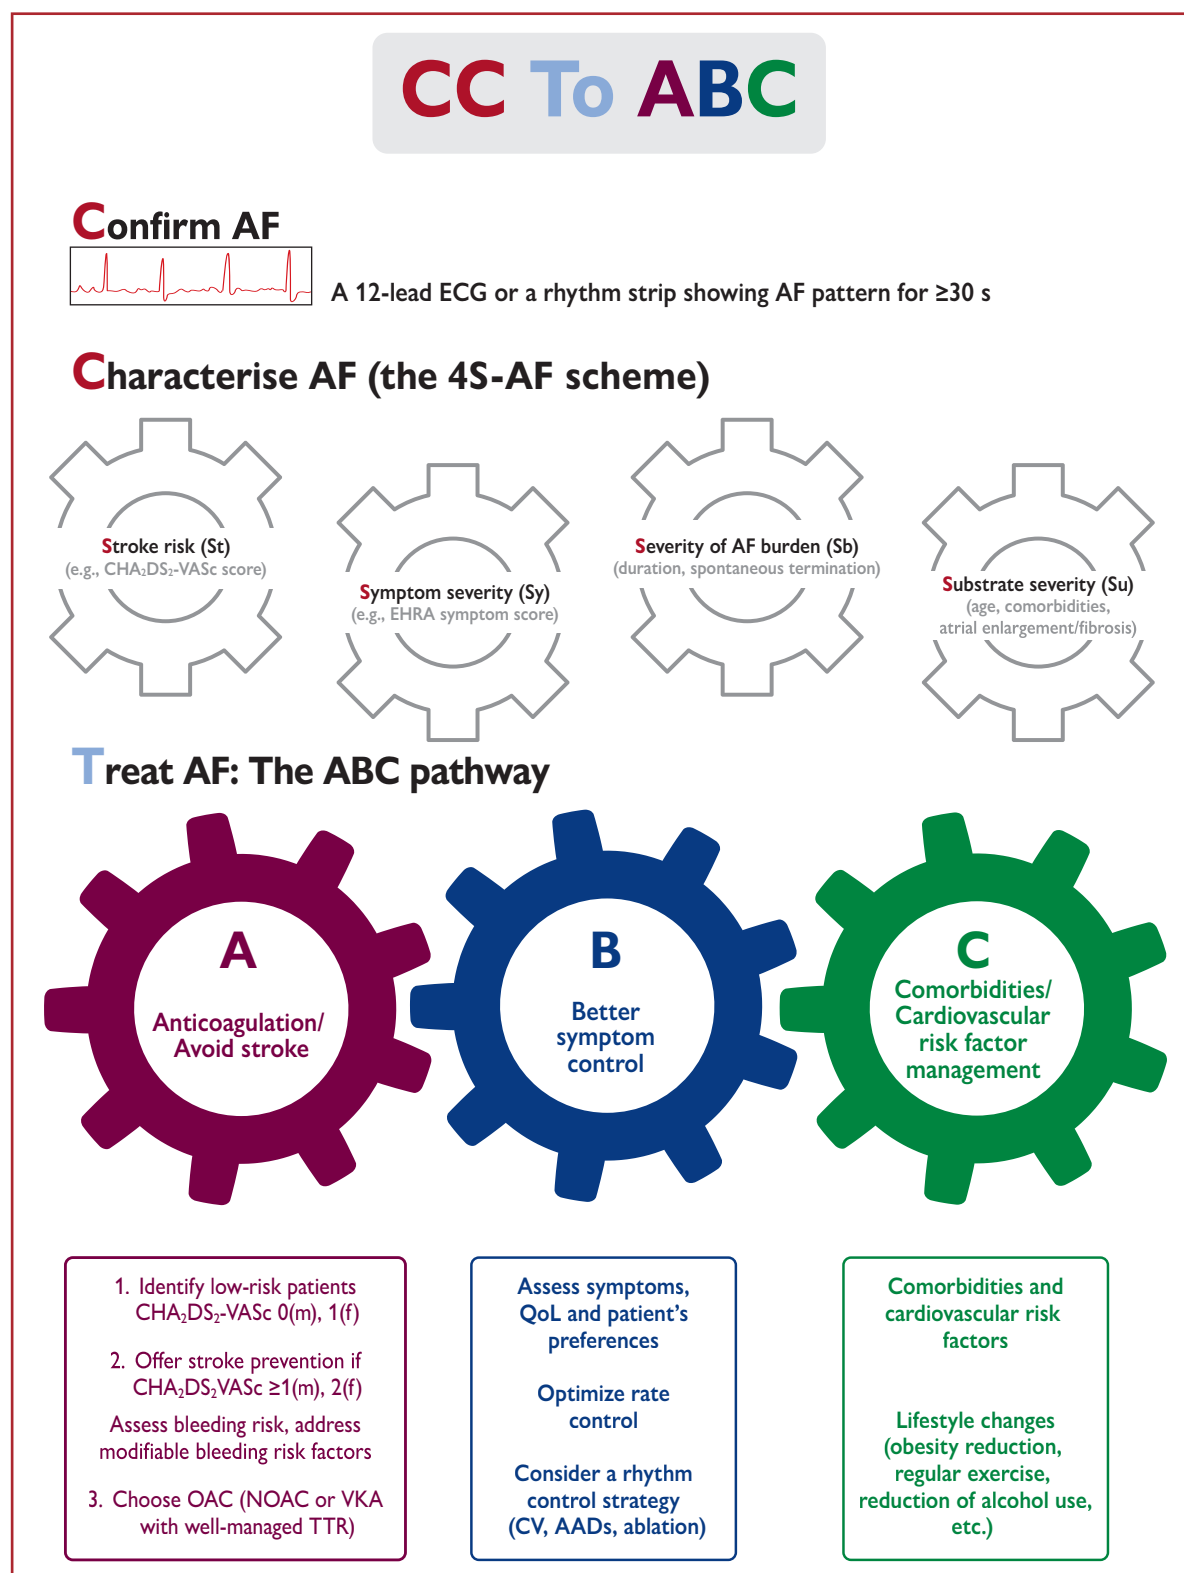 CC To ABC
Confirm AF
A 12-lead ECG or a rhythm strip showing AF pattern for ≥30 s
Characterise AF (the 4S-AF scheme)
Stroke risk (St)
(e.g., CHA₂DS₂-VASc score)
Symptom severity (Sy)
(e.g., EHRA symptom score)
Severity of AF burden (Sb)
(duration, spontaneous termination)
Substrate severity (Su)
(age, comorbidities,
atrial enlargement/fibrosis)
Treat AF: The ABC pathway
A
Anticoagulation/
Avoid stroke
B
Better
symptom
control
C
Comorbidities/
Cardiovascular
risk factor
management
1. Identify low-risk patients
CHA₂DS₂-VASc 0(m), 1(f)
2. Offer stroke prevention if
CHA₂DS₂VASc ≥1(m), 2(f)
Assess bleeding risk, address
modifiable bleeding risk factors
3. Choose OAC (NOAC or VKA
with well-managed TTR)
Assess symptoms,
QoL and patient's
preferences
Optimize rate
control
Consider a rhythm
control strategy
(CV, AADs, ablation)
Comorbidities and
cardiovascular risk
factors
Lifestyle changes
(obesity reduction,
regular exercise,
reduction of alcohol use,
etc.)